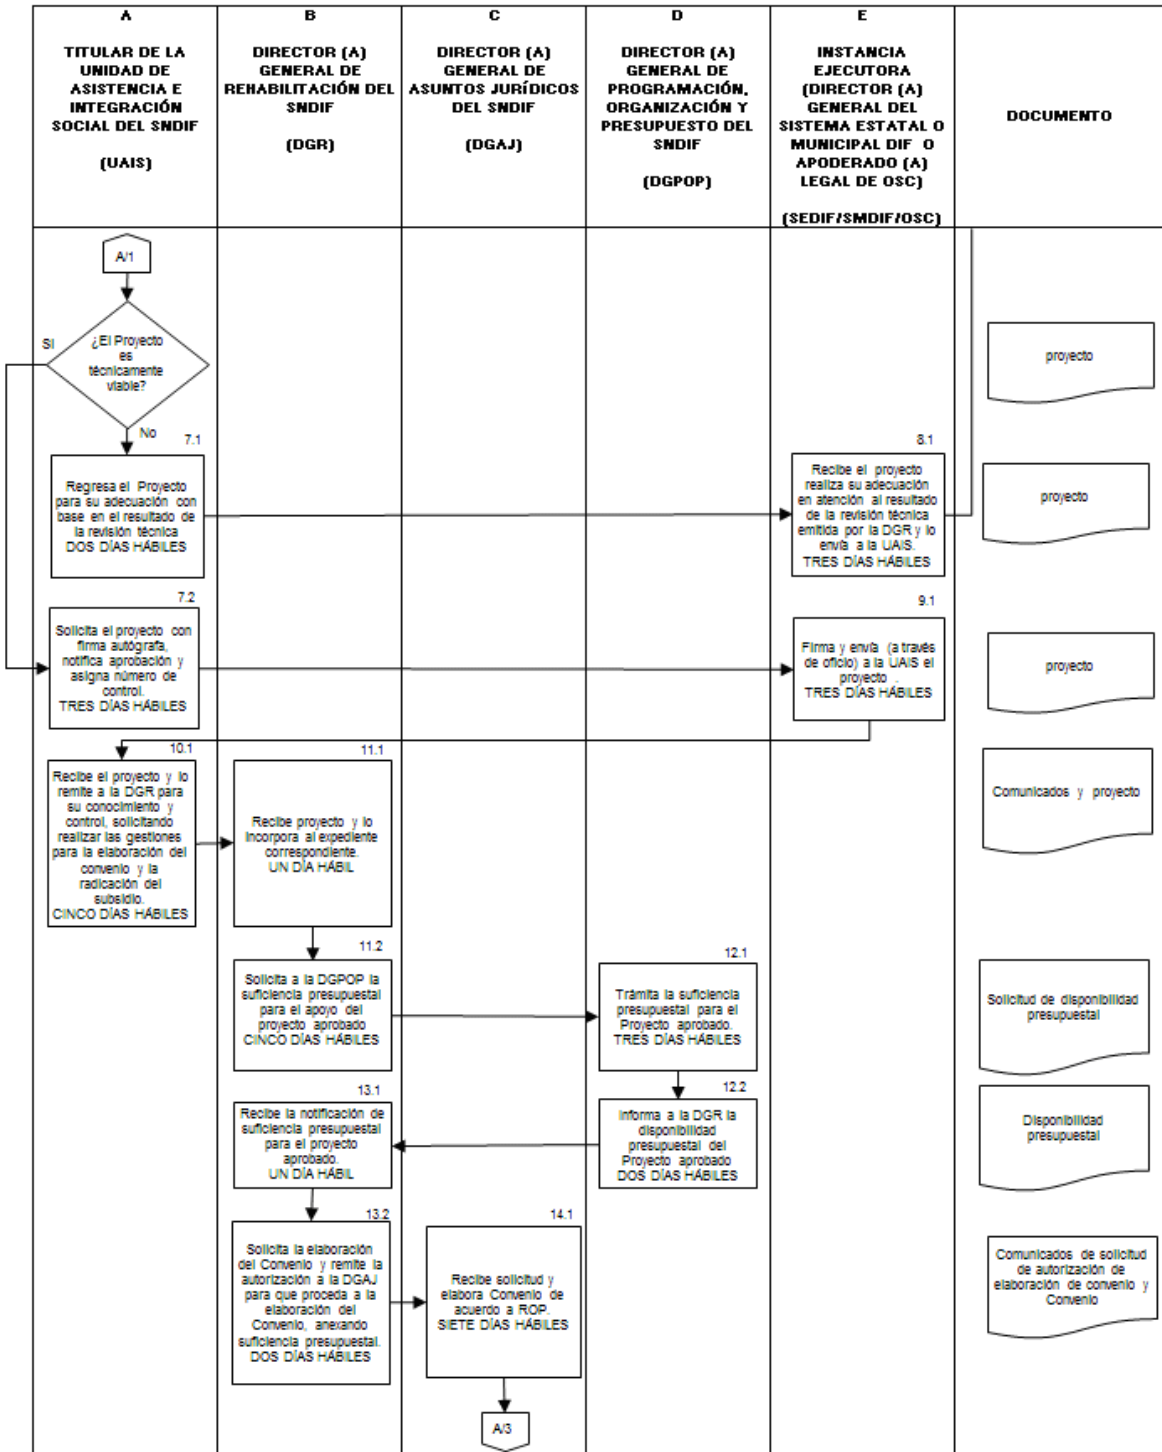 A
TITULAR DE LA
UNIDAD DE
ASISTENCIA E
INTEGRACIÓN
SOCIAL DEL SNDIF
(UAIS)
B
DIRECTOR (A)
GENERAL DE
REHABILITACIÓN DEL
SNDIF
(DGR)
C
DIRECTOR (A)
GENERAL DE
ASUNTOS JURÍDICOS
DEL SNDIF
(DGAJ)
D
DIRECTOR (A)
GENERAL DE
PROGRAMACIÓN,
ORGANIZACIÓN Y
PRESUPUESTO DEL
SNDIF
(DGPOP)
E
INSTANCIA
EJECUTORA
(DIRECTOR (A)
GENERAL DEL
SISTEMA ESTATAL O
MUNICIPAL DIF O
APODERADO (A)
LEGAL DE OSC)
(SEDIF/SMDIF/OSC)
DOCUMENTO
A/1
SI
¿El Proyecto
es
técnicamente
viable?
No
proyecto
7.1
Regresa el Proyecto
para su adecuación con
base en el resultado de
la revisión técnica
DOS DÍAS HÁBILES
8.1
Recibe el proyecto
realiza su adecuación
en atención al resultado
de la revisión técnica
emitida por la DGR y lo
envía a la UAIS.
TRES DÍAS HÁBILES
proyecto
7.2
Solicita el proyecto con
firma autógrafa,
notifica aprobación y
asigna número de
control.
TRES DÍAS HÁBILES
9.1
Firma y envía (a través
de oficio) a la UAIS el
proyecto .
TRES DÍAS HÁBILES
proyecto
10.1
Recibe el proyecto y lo
remite a la DGR para
su conocimiento y
control, solicitando
realizar las gestiones
para la elaboración del
convenio y la
radicación del
subsidio.
CINCO DÍAS HÁBILES
11.1
Recibe proyecto y lo
incorpora al expediente
correspondiente.
UN DÍA HÁBIL
Comunicados y proyecto
11.2
Solicita a la DGPOP la
suficiencia presupuestal
para el apoyo del
proyecto aprobado
CINCO DÍAS HÁBILES
12.1
Trámita la suficiencia
presupuestal para el
Proyecto aprobado.
TRES DÍAS HÁBILES
Solicitud de disponibilidad
presupuestal
13.1
Recibe la notificación de
suficiencia presupuestal
para el proyecto
aprobado.
UN DÍA HÁBIL
12.2
Informa a la DGR la
disponibilidad
presupuestal del
Proyecto aprobado
DOS DÍAS HÁBILES
Disponibilidad
presupuestal
13.2
Solicita la elaboración
del Convenio y remite la
autorización a la DGAJ
para que proceda a la
elaboración del
Convenio, anexando
suficiencia presupuestal.
DOS DÍAS HÁBILES
14.1
Recibe solicitud y
elabora Convenio de
acuerdo a ROP.
SIETE DÍAS HÁBILES
Comunicados de solicitud
de autorización de
elaboración de convenio y
Convenio
A/3